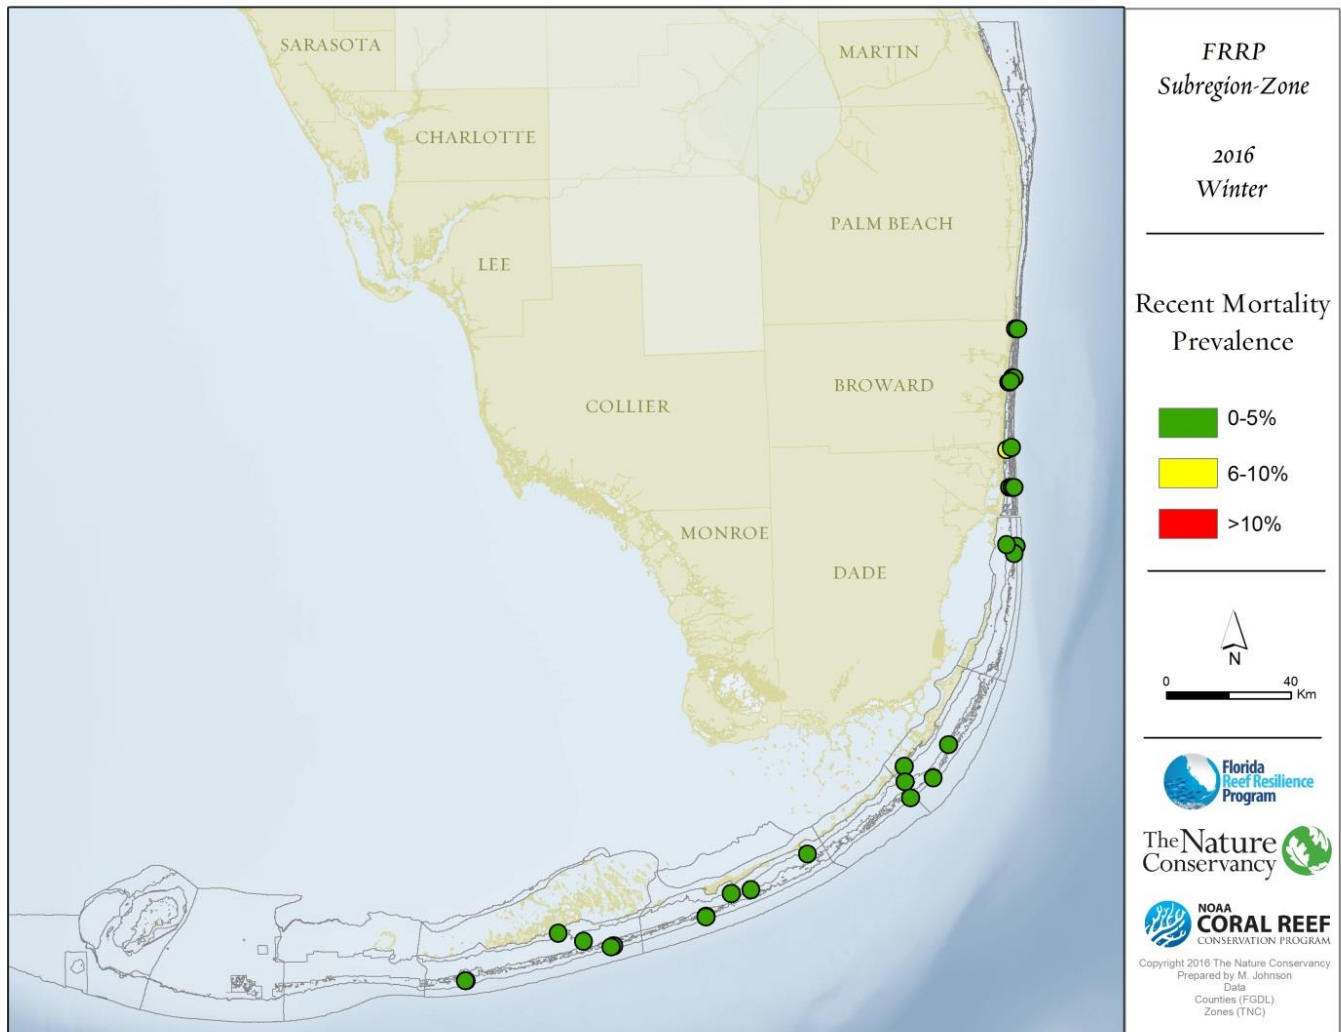 SARASOTA
MARTIN
CHARLOTTE
PALM BEACH
LEE
BROWARD
COLLIER
MONROE
DADE
FRRP
Subregion-Zone
2016
Winter
Recent Mortality
Prevalence
0-5%
6-10%
>10%
N
0 40
Km
Florida
Reef Resilience
Program
The Nature
Conservancy
NOAA
CORAL REEF
CONSERVATION PROGRAM
Copyright 2016 The Nature Conservancy
Prepared by M. Johnson
Data
Counties (FGDL)
Zones (TNC)